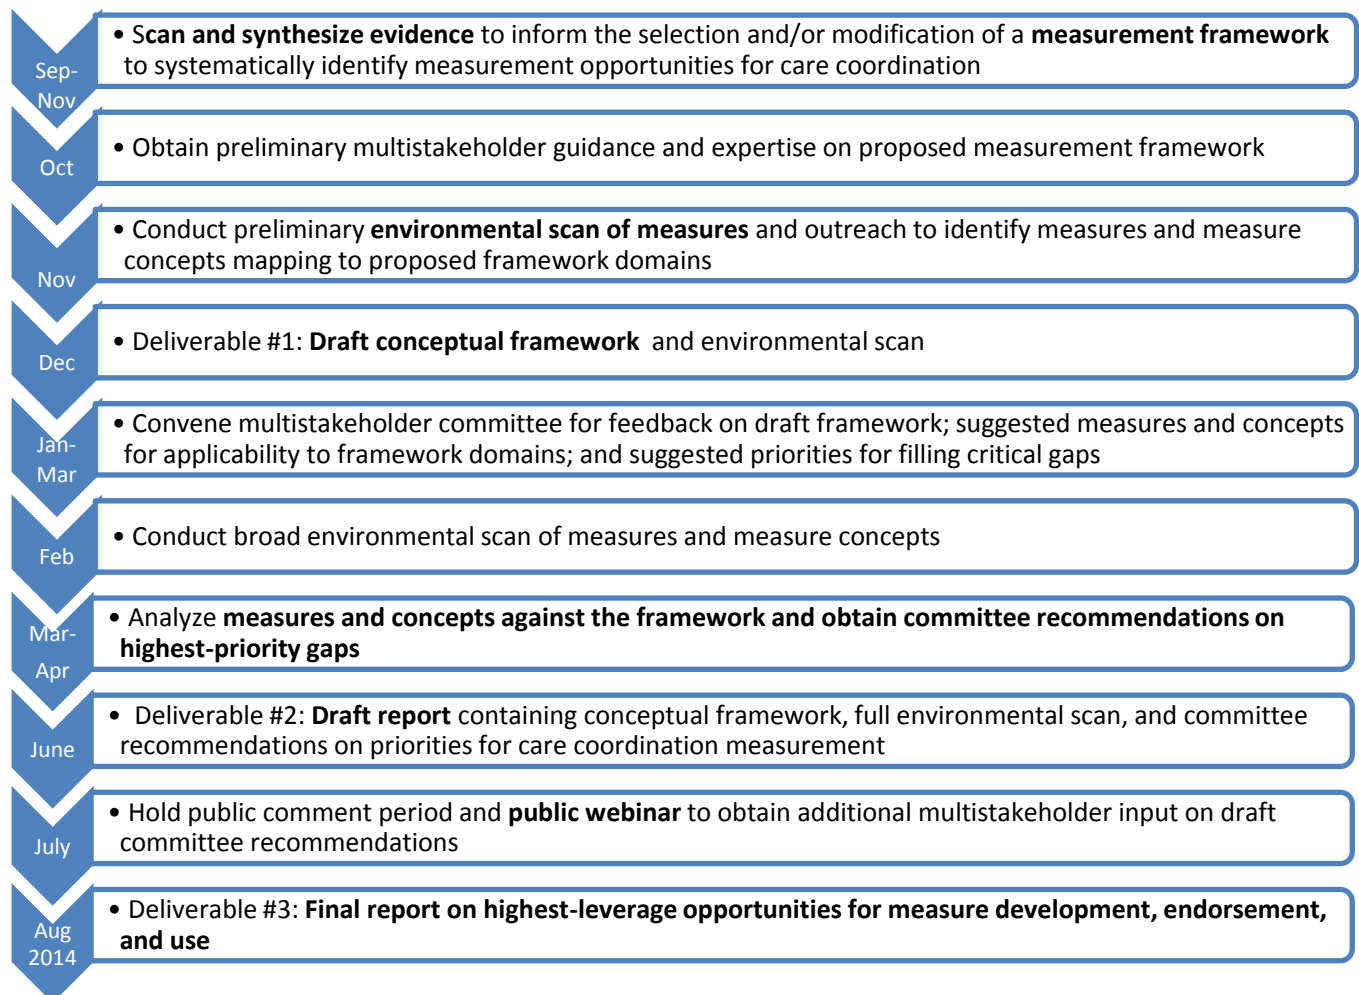 Sep-
Nov
• Scan and synthesize evidence to inform the selection and/or modification of a measurement framework
to systematically identify measurement opportunities for care coordination
Oct
• Obtain preliminary multistakeholder guidance and expertise on proposed measurement framework
Nov
• Conduct preliminary environmental scan of measures and outreach to identify measures and measure
concepts mapping to proposed framework domains
Dec
• Deliverable #1: Draft conceptual framework and environmental scan
Jan-
Mar
• Convene multistakeholder committee for feedback on draft framework; suggested measures and concepts
for applicability to framework domains; and suggested priorities for filling critical gaps
Feb
• Conduct broad environmental scan of measures and measure concepts
Mar-
Apr
• Analyze measures and concepts against the framework and obtain committee recommendations on
highest-priority gaps
June
• Deliverable #2: Draft report containing conceptual framework, full environmental scan, and committee
recommendations on priorities for care coordination measurement
July
• Hold public comment period and public webinar to obtain additional multistakeholder input on draft
committee recommendations
Aug
2014
• Deliverable #3: Final report on highest-leverage opportunities for measure development, endorsement,
and use